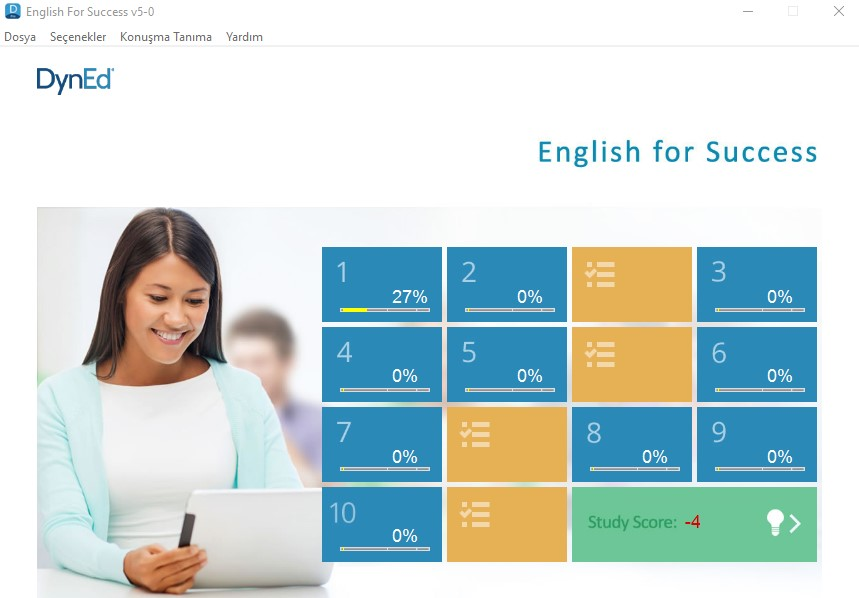 English For Success v5-0
Dosya Seçenekler Konuşma Tanıma Yardım
DynEd
English for Success
1 27%
2 0%
3 0%
4 0%
5 0%
6 0%
7 0%
8 0%
9 0%
10 0%
Study Score: -4